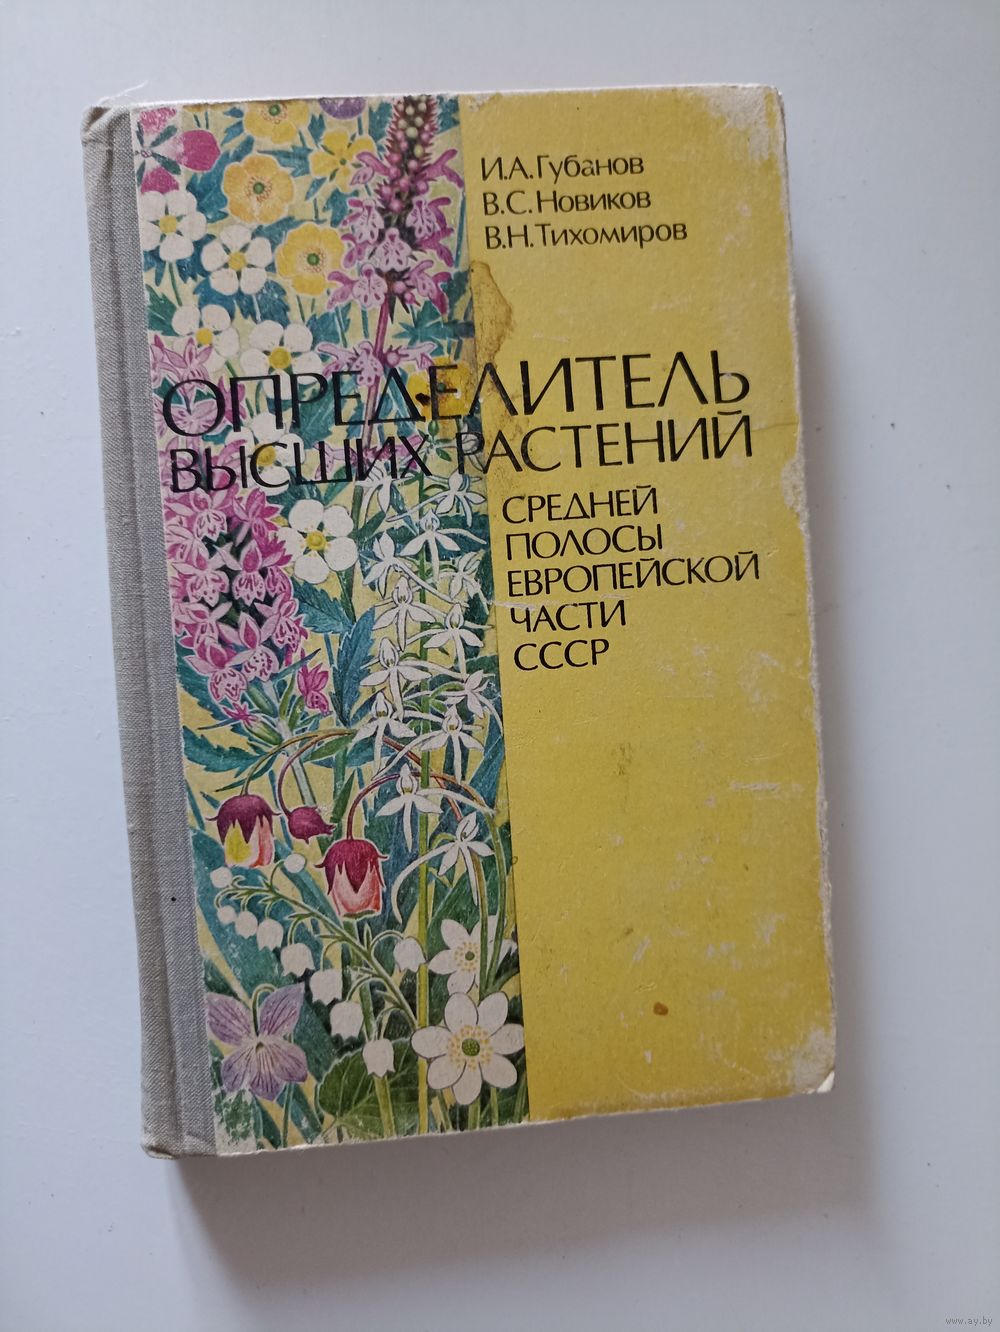 И.А.Губанов
В.С.Новиков
В.Н.Тихомиров
ОПРЕДЕЛИТЕЛЬ
ВЫСШИХ РАСТЕНИЙ
СРЕДНЕЙ
ПОЛОСЫ
ЕВРОПЕЙСКОЙ
ЧАСТИ
СССР
www.ay.by